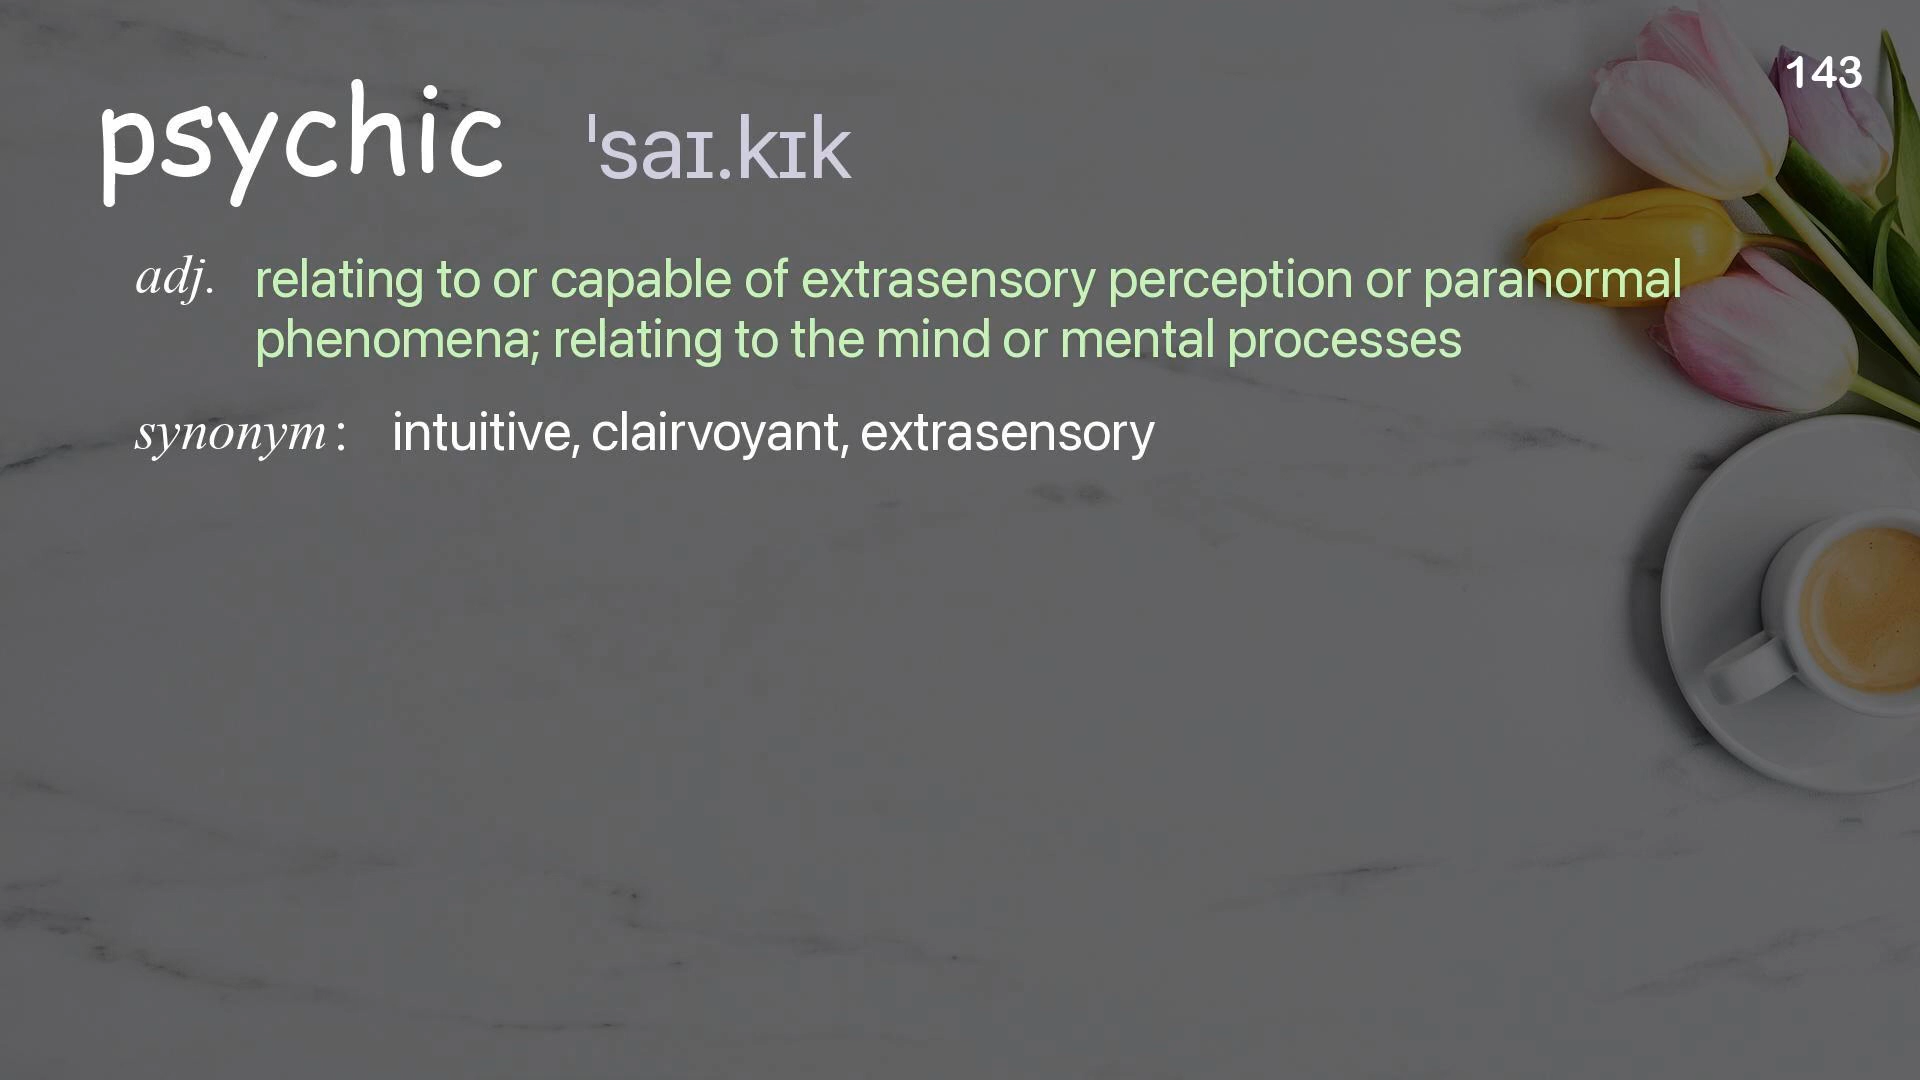 143
psychic ˈsaɪ.kɪk
adj. relating to or capable of extrasensory perception or paranormal
phenomena; relating to the mind or mental processes
synonym : intuitive, clairvoyant, extrasensory